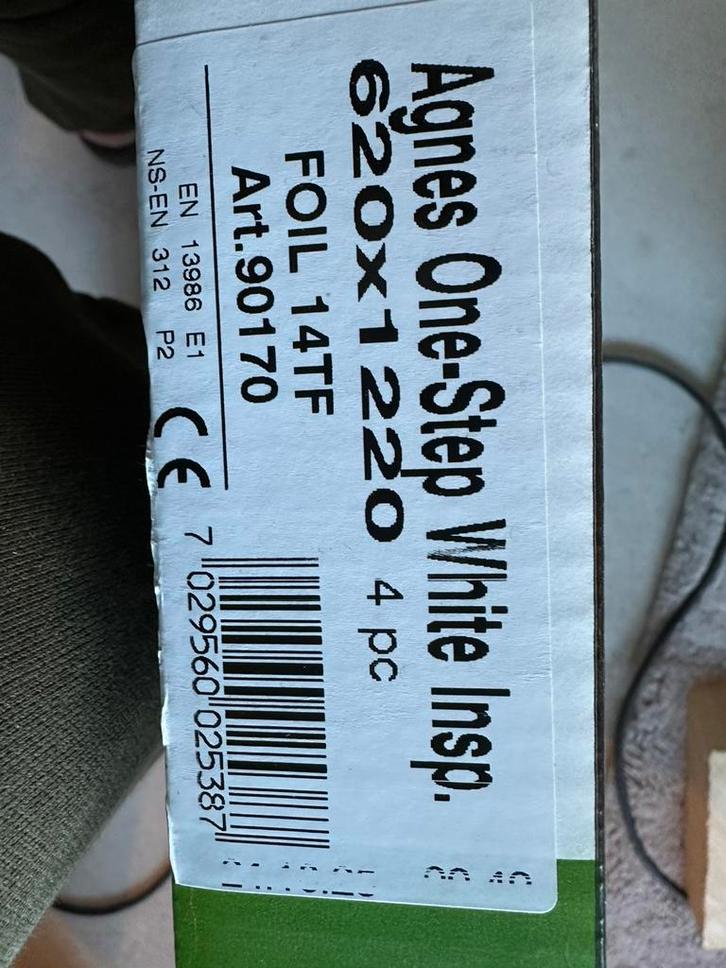 Agnes One-Step White Insp.
620x1220 4 pc
FOIL 14TF
Art.90170
EN 13986 E1
NS-EN 312 P2
CE
7 029560 025387